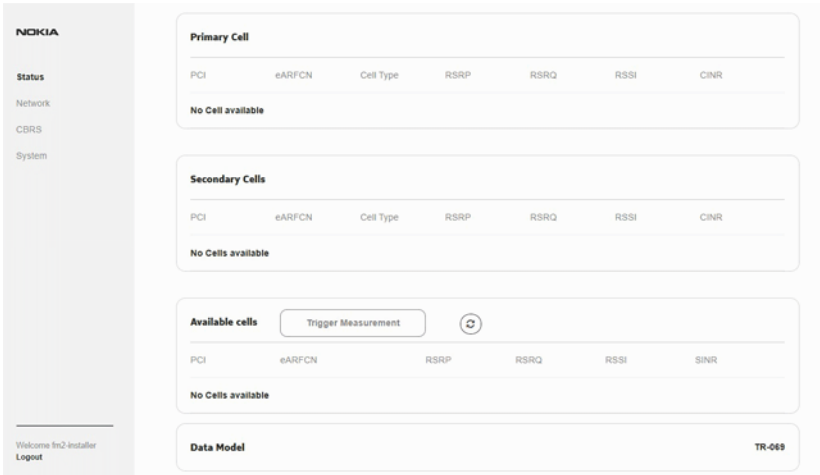 NOKIA
Status
Network
CBRS
System
Welcome fm2-installer
Logout
Primary Cell
PCI eARFCN Cell Type RSRP RSRQ RSSI CINR
No Cell available
Secondary Cells
PCI eARFCN Cell Type RSRP RSRQ RSSI CINR
No Cells available
Available cells Trigger Measurement
PCI eARFCN RSRP RSRQ RSSI SINR
No Cells available
Data Model TR-069